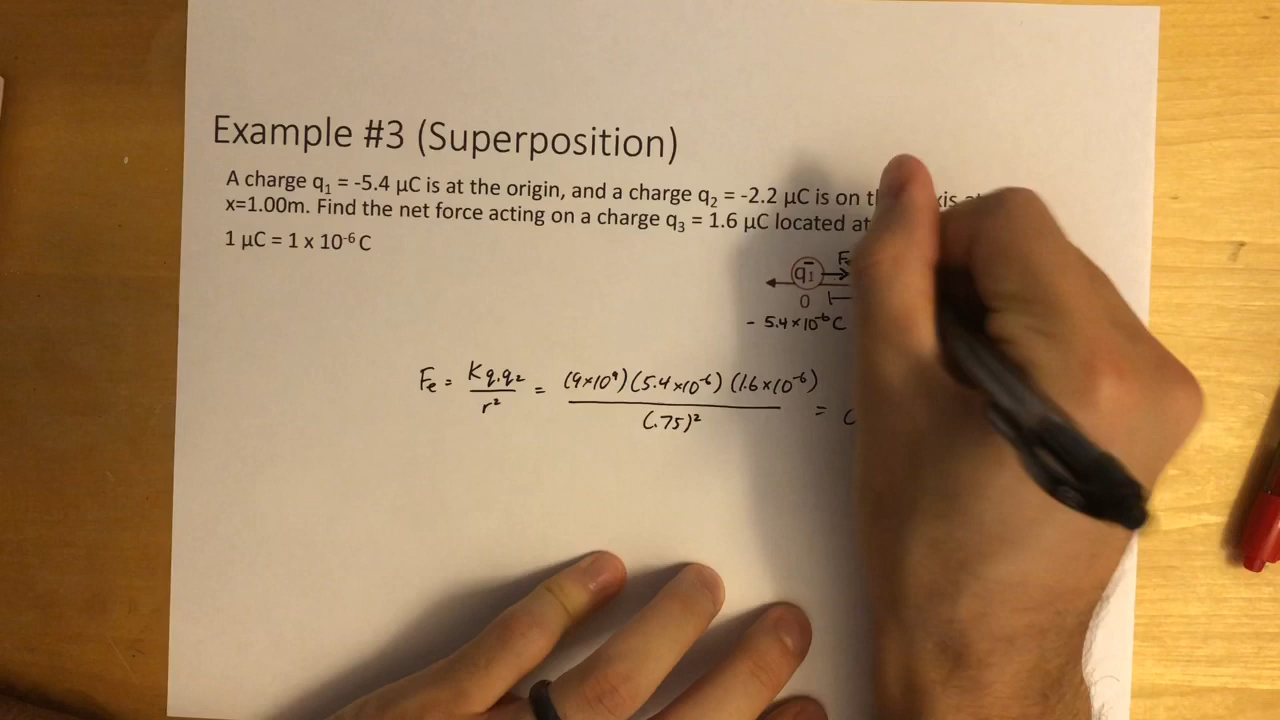 Example #3 (Superposition)
A charge q₁ = -5.4 μC is at the origin, and a charge q₂ = -2.2 μC is on
x=1.00m. Find the net force acting on a charge q₃ = 1.6 μC located at
1 μC = 1 x 10⁻⁶ C
q₁ F
0
- 5.4×10⁻⁶ C
Fe = Kq₁q₂ / r² = (9×10⁹)(5.4×10⁻⁶)(1.6×10⁻⁶) / (.75)² =